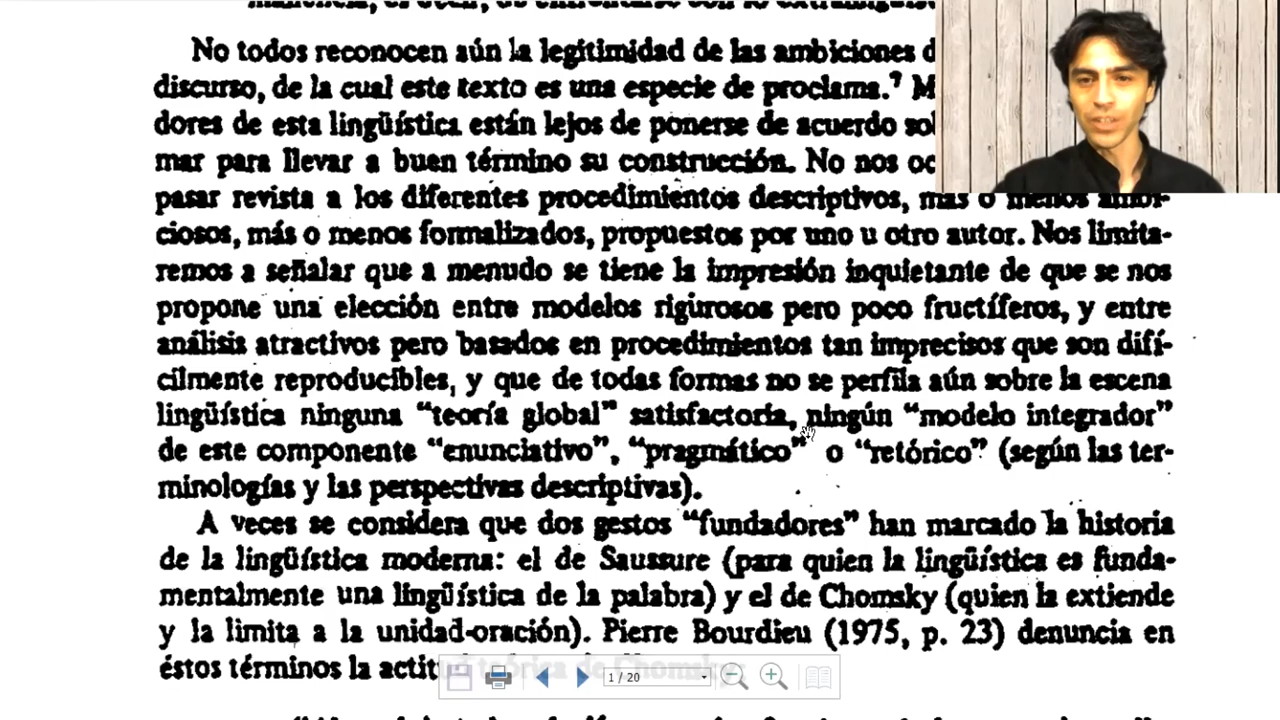 No todos reconocen aún la legitimidad de las ambiciones
discurso, de la cual este texto es una especie de proclama.⁷
dores de esta lingüística están lejos de ponerse de acuerdo
mar para llevar a buen término su construcción. No nos
pasar revista a los diferentes procedimientos descriptivos, más o menos ambi-
ciosos, más o menos formalizados, propuestos por uno u otro autor. Nos limita-
remos a señalar que a menudo se tiene la impresión inquietante de que se nos
propone una elección entre modelos rigurosos pero poco fructíferos, y entre
análisis atractivos pero basados en procedimientos tan imprecisos que son difí-
cilmente reproducibles, y que de todas formas no se perfila aún sobre la escena
lingüística ninguna “teoría global” satisfactoria, ningún “modelo integrador”
de este componente “enunciativo”, “pragmático” o “retórico” (según las ter-
minologías y las perspectivas descriptivas).
A veces se considera que dos gestos “fundadores” han marcado la historia
de la lingüística moderna: el de Saussure (para quien la lingüística es funda-
mentalmente una lingüística de la palabra) y el de Chomsky (quien la extiende
y la limita a la unidad-oración). Pierre Bourdieu (1975, p. 23) denuncia en
éstos términos la actitud teórica de Chomsky:
1 / 20